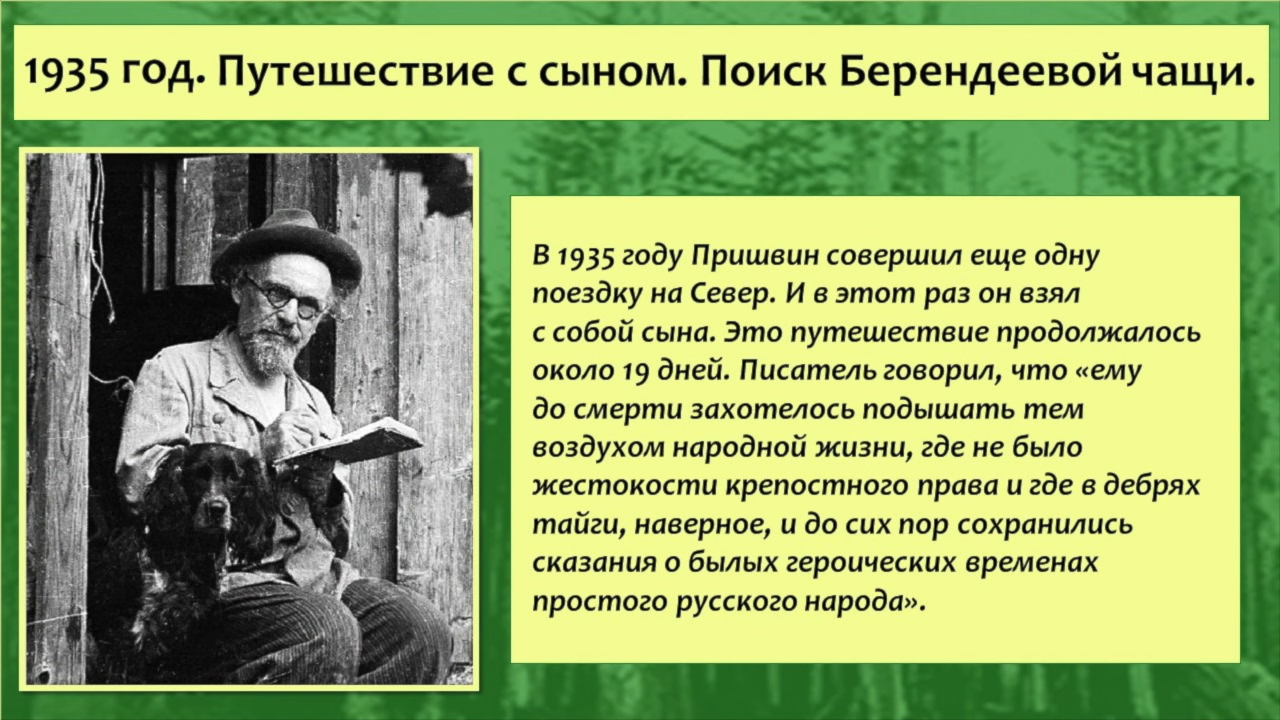 1935 год. Путешествие с сыном. Поиск Берендеевой чащи.
В 1935 году Пришвин совершил еще одну
поездку на Север. И в этот раз он взял
с собой сына. Это путешествие продолжалось
около 19 дней. Писатель говорил, что «ему
до смерти захотелось подышать тем
воздухом народной жизни, где не было
жестокости крепостного права и где в дебрях
тайги, наверное, и до сих пор сохранились
сказания о былых героических временах
простого русского народа».